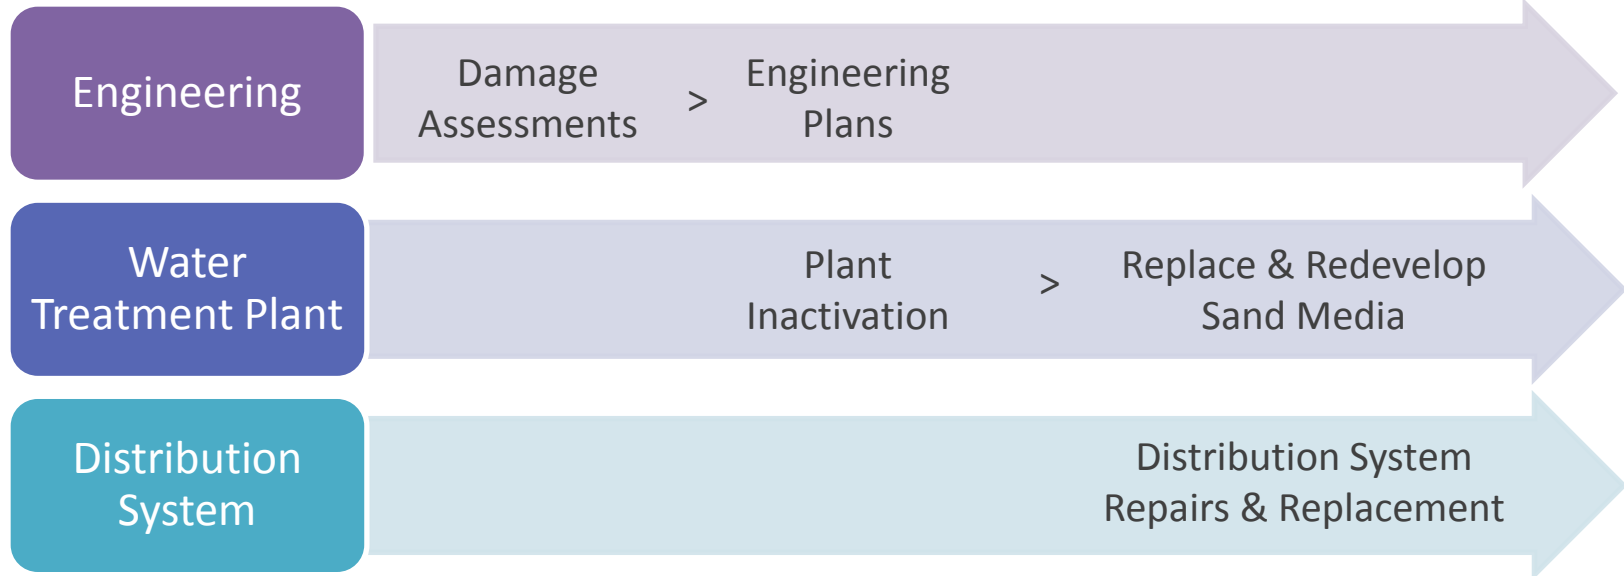 Engineering
Damage
Assessments
>
Engineering
Plans
Water
Treatment Plant
Plant
Inactivation
>
Replace & Redevelop
Sand Media
Distribution
System
Distribution System
Repairs & Replacement